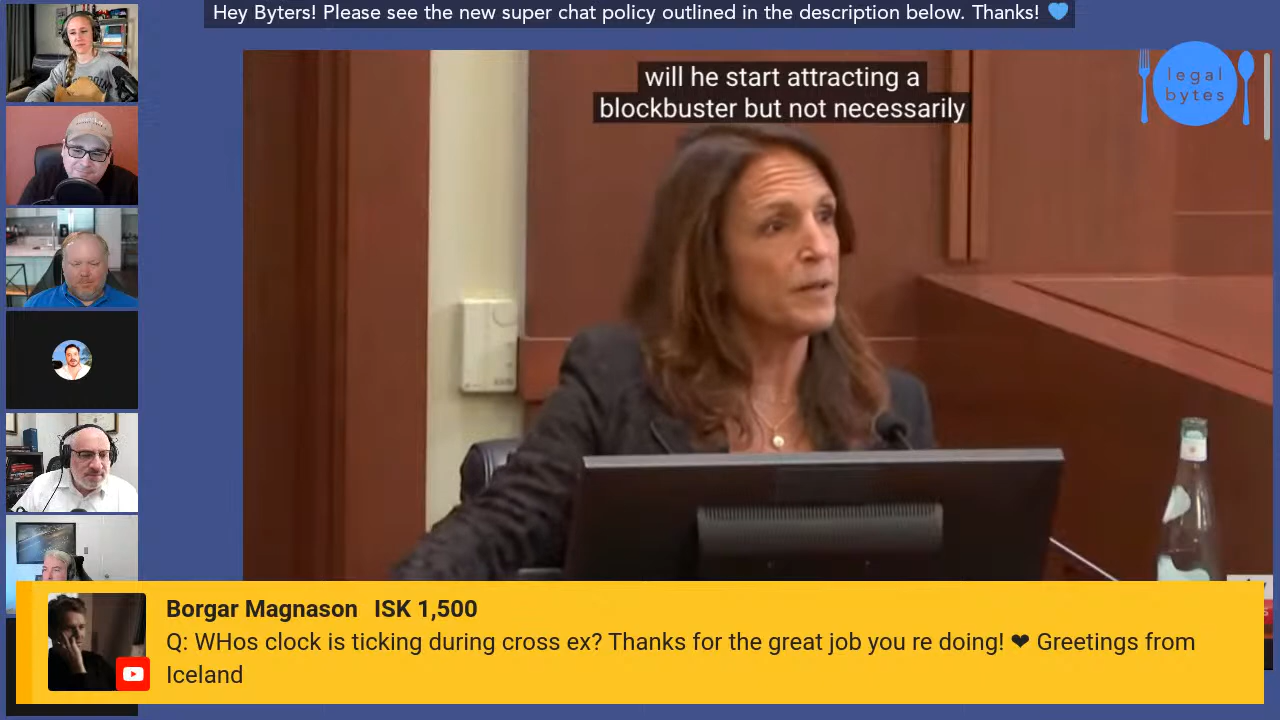 Hey Byters! Please see the new super chat policy outlined in the description below. Thanks! 💙
will he start attracting a
blockbuster but not necessarily
legal
bytes
Borgar Magnason ISK 1,500
Q: WHos clock is ticking during cross ex? Thanks for the great job you re doing! ❤ Greetings from
Iceland